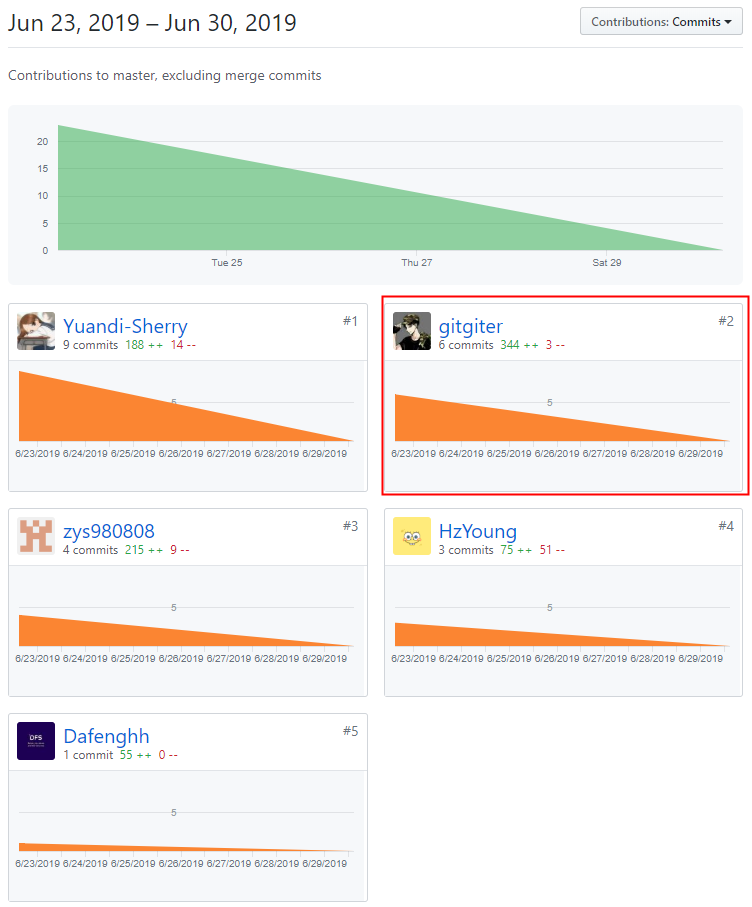 Jun 23, 2019 – Jun 30, 2019
Contributions: Commits
Contributions to master, excluding merge commits
20
15
10
5
0
Tue 25 Thu 27 Sat 29
Yuandi-Sherry #1
9 commits 188 ++ 14 --
5
6/23/2019 6/24/2019 6/25/2019 6/26/2019 6/27/2019 6/28/2019 6/29/2019
gitgiter #2
6 commits 344 ++ 3 --
5
6/23/2019 6/24/2019 6/25/2019 6/26/2019 6/27/2019 6/28/2019 6/29/2019
zys980808 #3
4 commits 215 ++ 9 --
5
6/23/2019 6/24/2019 6/25/2019 6/26/2019 6/27/2019 6/28/2019 6/29/2019
HzYoung #4
3 commits 75 ++ 51 --
5
6/23/2019 6/24/2019 6/25/2019 6/26/2019 6/27/2019 6/28/2019 6/29/2019
DFS
Dafenghh #5
1 commit 55 ++ 0 --
5
6/23/2019 6/24/2019 6/25/2019 6/26/2019 6/27/2019 6/28/2019 6/29/2019